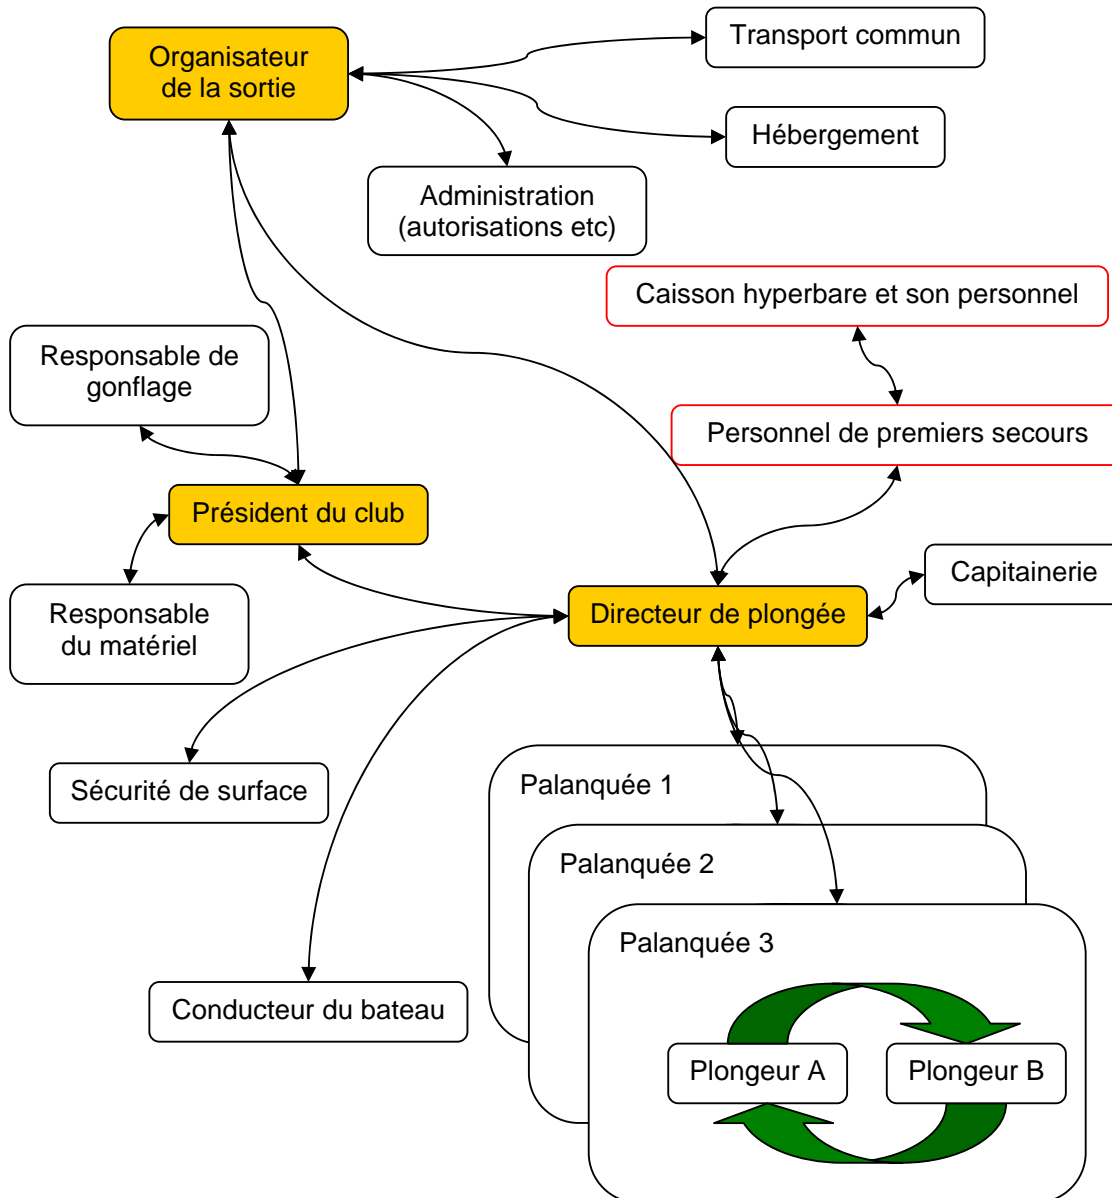 Transport commun
Organisateur
de la sortie
Hébergement
Administration
(autorisations etc)
Caisson hyperbare et son personnel
Responsable de
gonflage
Personnel de premiers secours
Président du club
Capitainerie
Responsable
du matériel
Directeur de plongée
Sécurité de surface
Palanquée 1
Palanquée 2
Palanquée 3
Conducteur du bateau
Plongeur A
Plongeur B